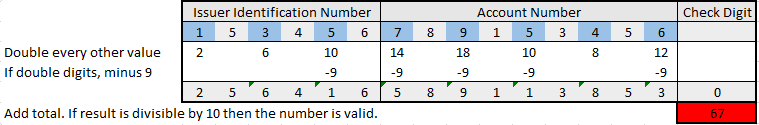 Issuer Identification Number Account Number Check Digit
1 5 3 4 5 6 7 8 9 1 5 3 4 5 6
Double every other value 2 6 10 14 18 10 8 12
If double digits, minus 9 -9 -9 -9 -9 -9
2 5 6 4 1 6 5 8 9 1 1 3 8 5 3 0
Add total. If result is divisible by 10 then the number is valid. 67